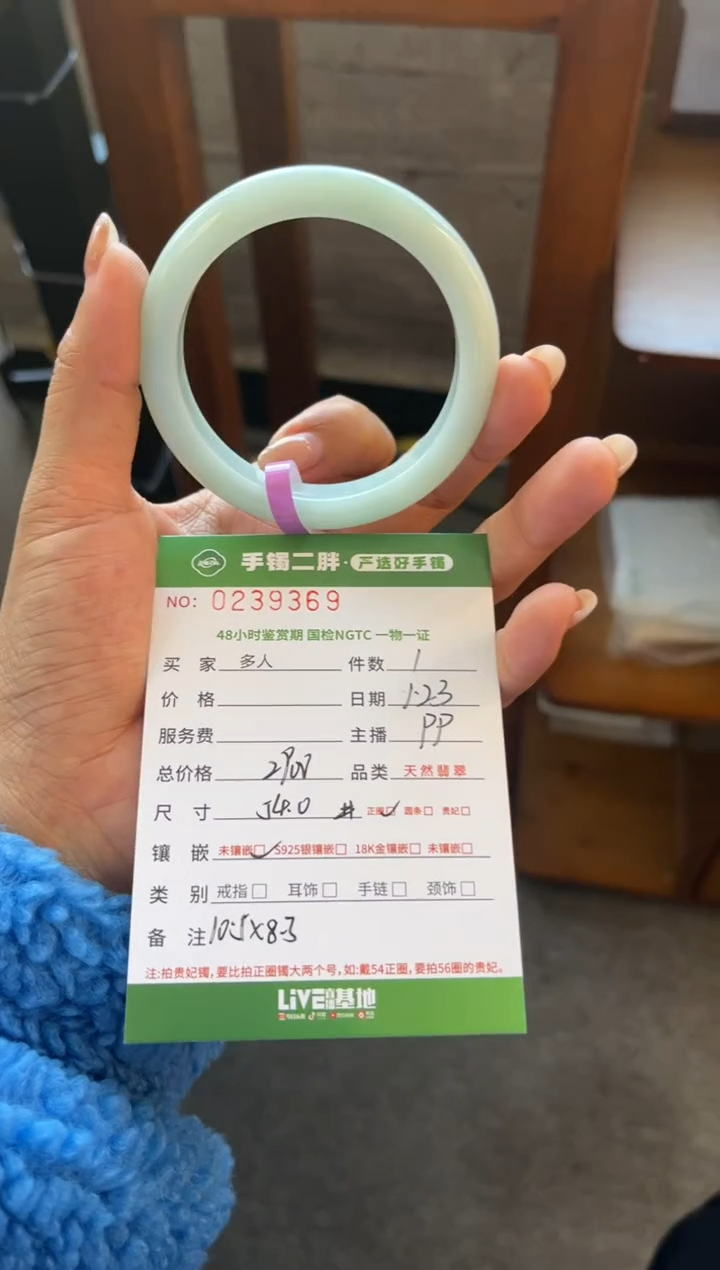 手镯二胖·严选好手镯
NO: 0239369
48小时鉴赏期 国检NGTC 一物一证
买 家 多人 件数 1
价 格 日期 1.23
服务费 主播 PP
总价格 品类 天然翡翠
尺 寸 54.0 # 正圈☑ 圆条□ 贵妃□
镶 嵌 未镶嵌☑ S925银镶嵌□ 18K金镶嵌□ 未镶嵌□
类 别 戒指□ 耳饰□ 手链□ 颈饰□
备 注 10.5×8.3
注:拍贵妃镯,要比拍正圈镯大两个号,如:戴54正圈,要拍56圈的贵妃。
LIVE 基地